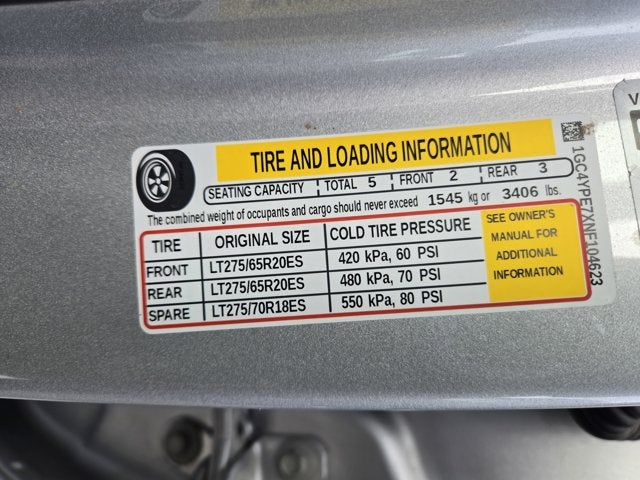 TIRE AND LOADING INFORMATION
SEATING CAPACITY TOTAL 5 FRONT 2 REAR 3
The combined weight of occupants and cargo should never exceed 1545 kg or 3406 lbs.
TIRE ORIGINAL SIZE COLD TIRE PRESSURE
FRONT LT275/65R20ES 420 kPa, 60 PSI
REAR LT275/65R20ES 480 kPa, 70 PSI
SPARE LT275/70R18ES 550 kPa, 80 PSI
SEE OWNER'S
MANUAL FOR
ADDITIONAL
INFORMATION
1GC4YPE7XNF104623
V